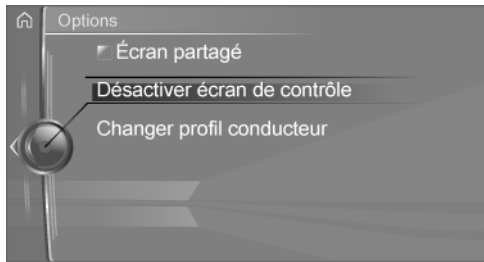 Options
Écran partagé
Désactiver écran de contrôle
Changer profil conducteur